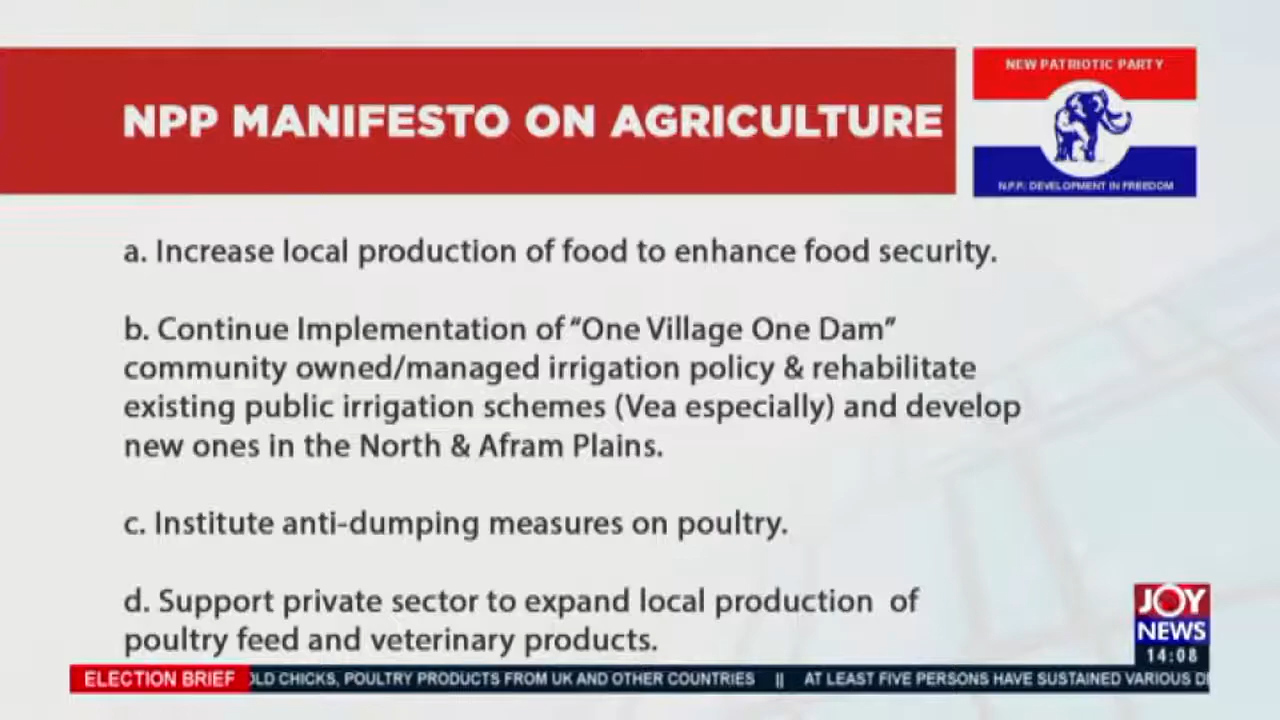 NPP MANIFESTO ON AGRICULTURE
NEW PATRIOTIC PARTY
N.P.P.: DEVELOPMENT IN FREEDOM
a. Increase local production of food to enhance food security.
b. Continue Implementation of “One Village One Dam”
community owned/managed irrigation policy & rehabilitate
existing public irrigation schemes (Vea especially) and develop
new ones in the North & Afram Plains.
c. Institute anti-dumping measures on poultry.
d. Support private sector to expand local production of
poultry feed and veterinary products.
JOY
NEWS
14:08
ELECTION BRIEF
CHICKS, POULTRY PRODUCTS FROM UK AND OTHER COUNTRIES || AT LEAST FIVE PERSONS HAVE SUSTAINED VARIOUS